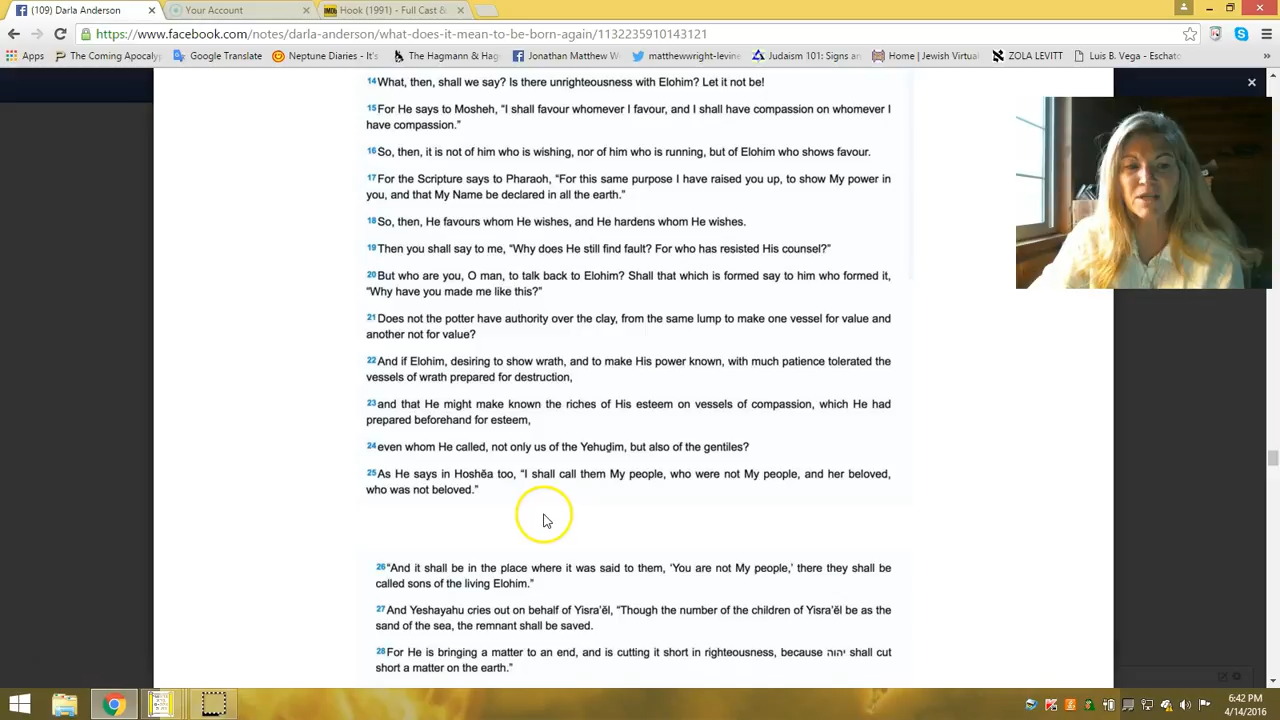 (109) Darla Anderson
Your Account
Hook (1991) - Full Cast &
https://www.facebook.com/notes/darla-anderson/what-does-it-mean-to-be-born-again/1132235910143121
Apps
The Coming Apocalyp
Google Translate
Neptune Diaries :
The Hagmann & Hag
Jonathan Matthew W
matthewwright-levine
Judaism 101: Signs an
Home | Jewish Virtual
ZOLA LEVITT
Luis B. Vega - Eschato
14What, then, shall we say? Is there unrighteousness with Elohim? Let it not be!
15For He says to Mosheh, “I shall favour whomever I favour, and I shall have compassion on whomever I
have compassion.”
16So, then, it is not of him who is wishing, nor of him who is running, but of Elohim who shows favour.
17For the Scripture says to Pharaoh, “For this same purpose I have raised you up, to show My power in
you, and that My Name be declared in all the earth.”
18So, then, He favours whom He wishes, and He hardens whom He wishes.
19Then you shall say to me, “Why does He still find fault? For who has resisted His counsel?”
20But who are you, O man, to talk back to Elohim? Shall that which is formed say to him who formed it,
“Why have you made me like this?”
21Does not the potter have authority over the clay, from the same lump to make one vessel for value and
another not for value?
22And if Elohim, desiring to show wrath, and to make His power known, with much patience tolerated the
vessels of wrath prepared for destruction,
23and that He might make known the riches of His esteem on vessels of compassion, which He had
prepared beforehand for esteem,
24even whom He called, not only us of the Yehuḏim, but also of the gentiles?
25As He says in Hoshĕa too, “I shall call them My people, who were not My people, and her beloved,
who was not beloved.”
26“And it shall be in the place where it was said to them, ‘You are not My people,’ there they shall be
called sons of the living Elohim.”
27And Yeshayahu cries out on behalf of Yisra’ĕl, “Though the number of the children of Yisra’ĕl be as the
sand of the sea, the remnant shall be saved.
28For He is bringing a matter to an end, and is cutting it short in righteousness, because יהוה shall cut
short a matter on the earth.”
6:42 PM
4/14/2016